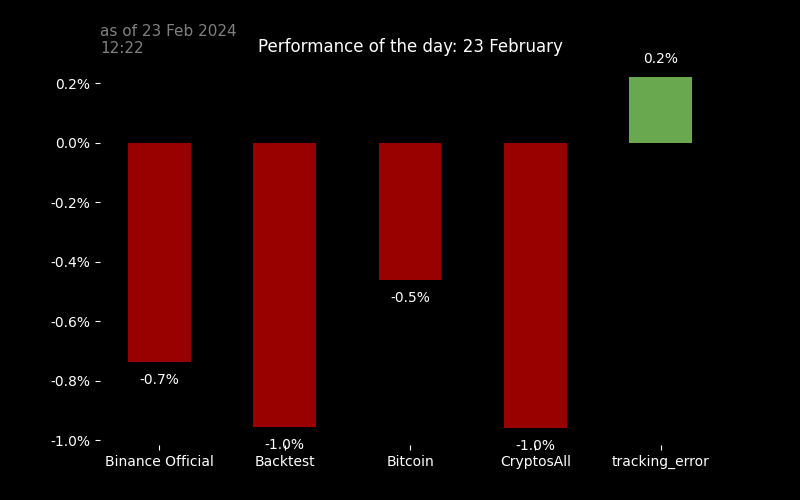 as of 23 Feb 2024
12:22
Performance of the day: 23 February
0.2%
0.2%
0.0%
-0.2%
-0.4%
-0.5%
-0.6%
-0.7%
-0.8%
-1.0%
-1.0%
-1.0%
Binance Official
Backtest
Bitcoin
CryptosAll
tracking_error